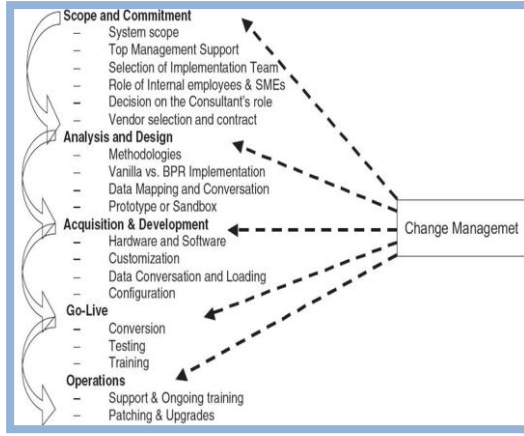 Scope and Commitment
– System scope
– Top Management Support
– Selection of Implementation Team
– Role of Internal employees & SMEs
– Decision on the Consultant's role
– Vendor selection and contract
Analysis and Design
– Methodologies
– Vanilla vs. BPR Implementation
– Data Mapping and Conversation
– Prototype or Sandbox
Acquisition & Development
– Hardware and Software
– Customization
– Data Conversation and Loading
– Configuration
Go-Live
– Conversion
– Testing
– Training
Operations
– Support & Ongoing training
– Patching & Upgrades
Change Managemet